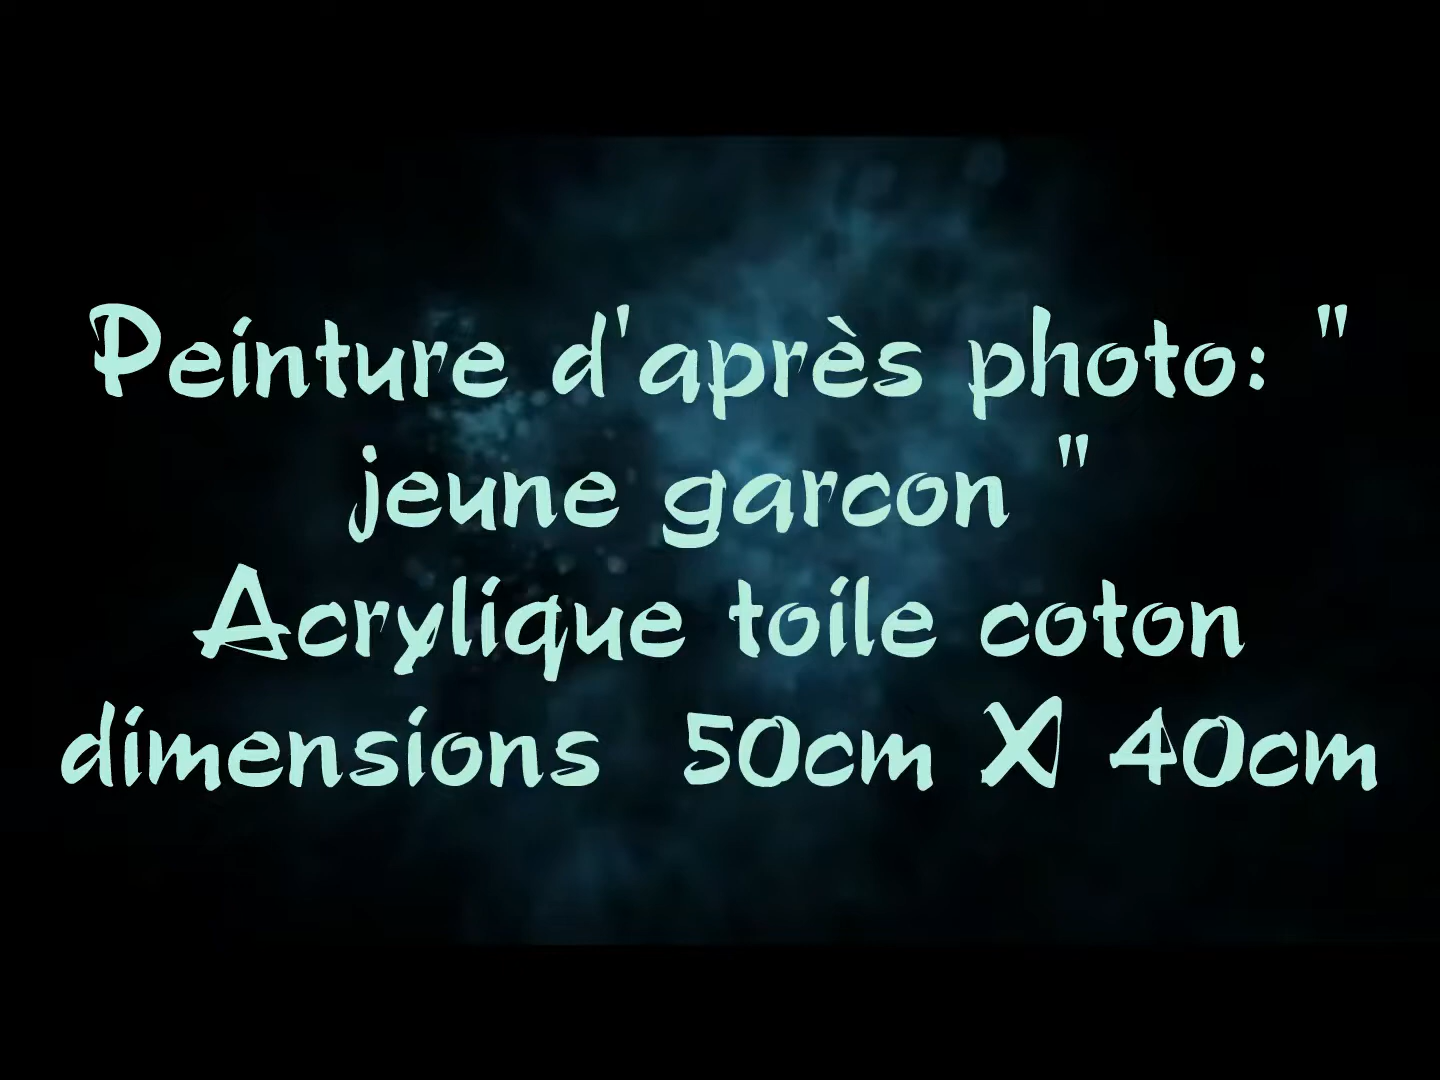 Peinture d'après photo: "
jeune garcon "
Acrylique toile coton
dimensions  50cm X 40cm